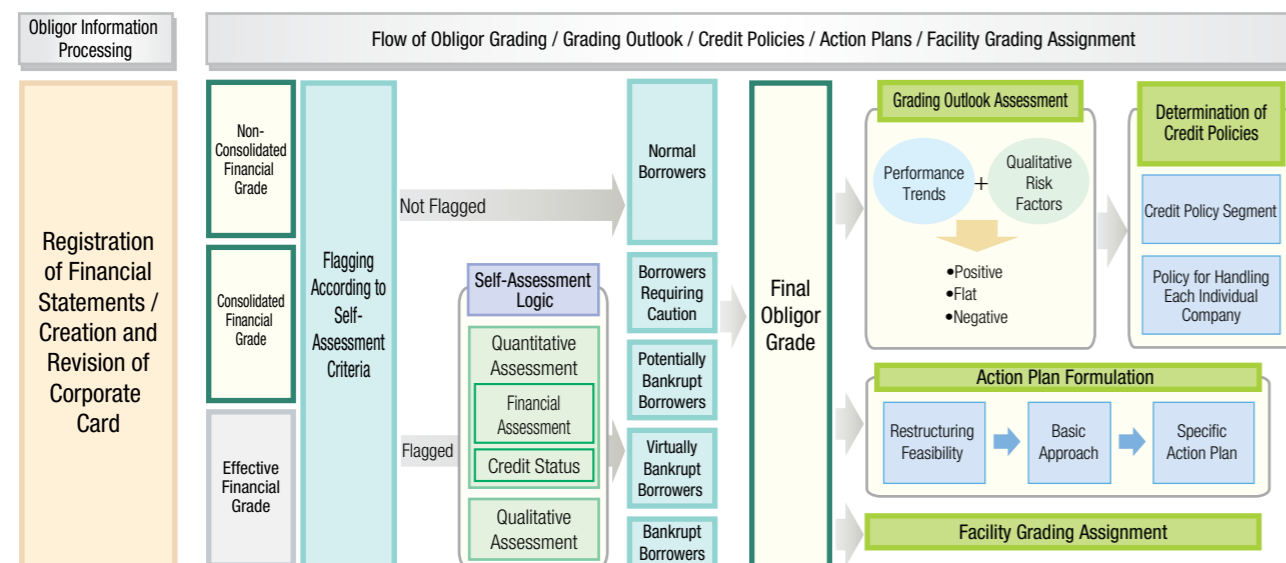 Obligor Information
Processing
Flow of Obligor Grading / Grading Outlook / Credit Policies / Action Plans / Facility Grading Assignment
Registration
of Financial
Statements /
Creation and
Revision of
Corporate
Card
Non-
Consolidated
Financial
Grade
Consolidated
Financial
Grade
Effective
Financial
Grade
Flagging
According to
Self-
Assessment
Criteria
Not Flagged
Flagged
Self-Assessment
Logic
Quantitative
Assessment
Financial
Assessment
Credit Status
Qualitative
Assessment
Normal
Borrowers
Borrowers
Requiring
Caution
Potentially
Bankrupt
Borrowers
Virtually
Bankrupt
Borrowers
Bankrupt
Borrowers
Final
Obligor
Grade
Grading Outlook Assessment
Performance
Trends
+
Qualitative
Risk
Factors
●Positive
●Flat
●Negative
Determination of
Credit Policies
Credit Policy Segment
Policy for Handling
Each Individual
Company
Action Plan Formulation
Restructuring
Feasibility
Basic
Approach
Specific
Action Plan
Facility Grading Assignment